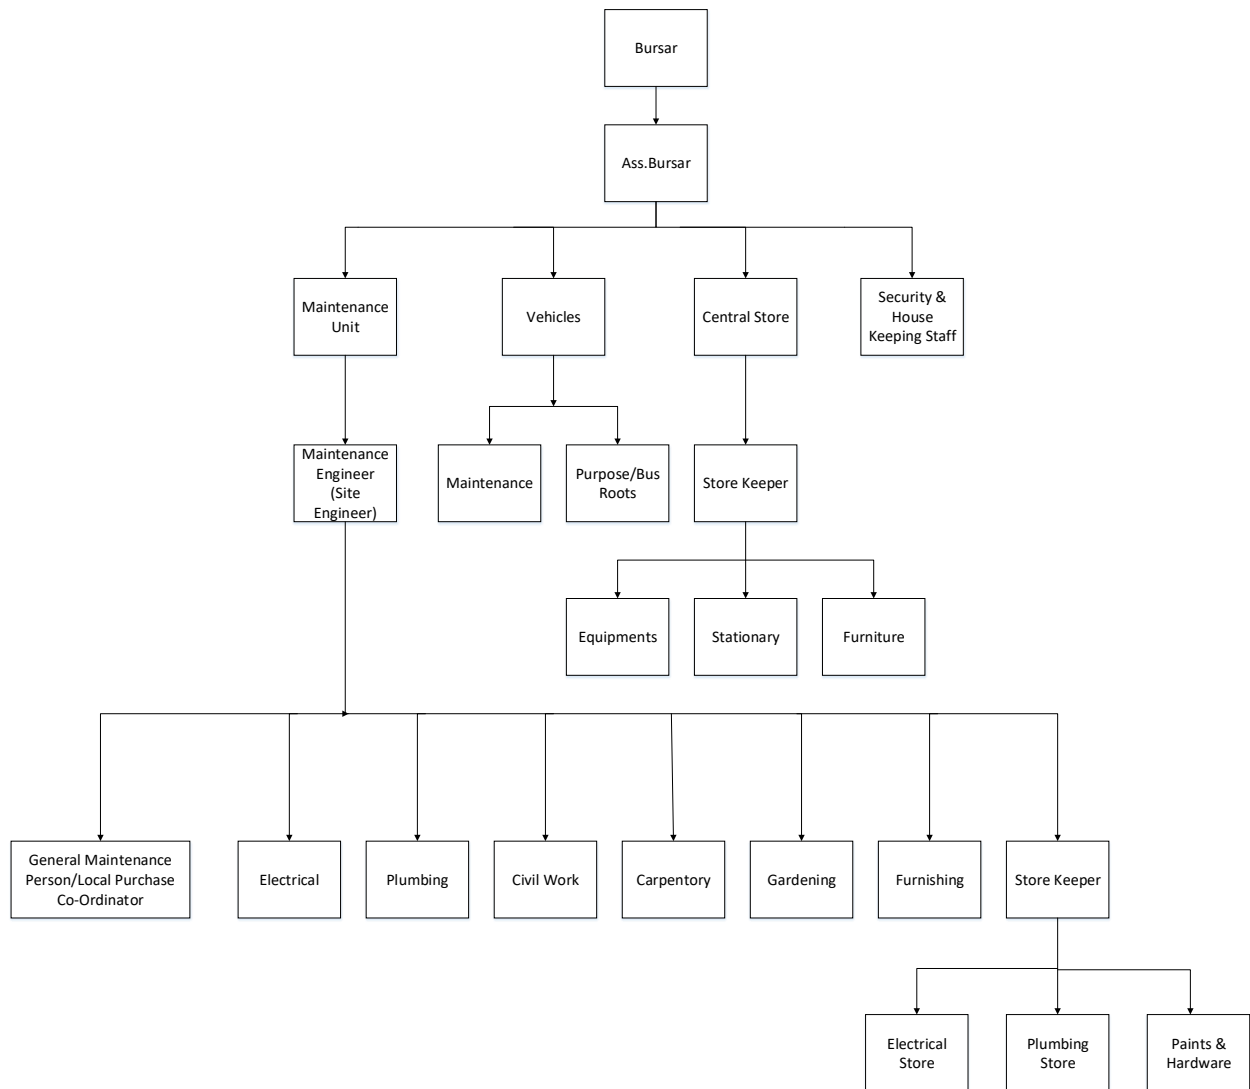 Bursar
Ass.Bursar
Maintenance
Unit
Vehicles
Central Store
Security &
House
Keeping Staff
Maintenance
Engineer
(Site
Engineer)
Maintenance
Purpose/Bus
Roots
Store Keeper
Equipments
Stationary
Furniture
General Maintenance
Person/Local Purchase
Co-Ordinator
Electrical
Plumbing
Civil Work
Carpentory
Gardening
Furnishing
Store Keeper
Electrical
Store
Plumbing
Store
Paints &
Hardware